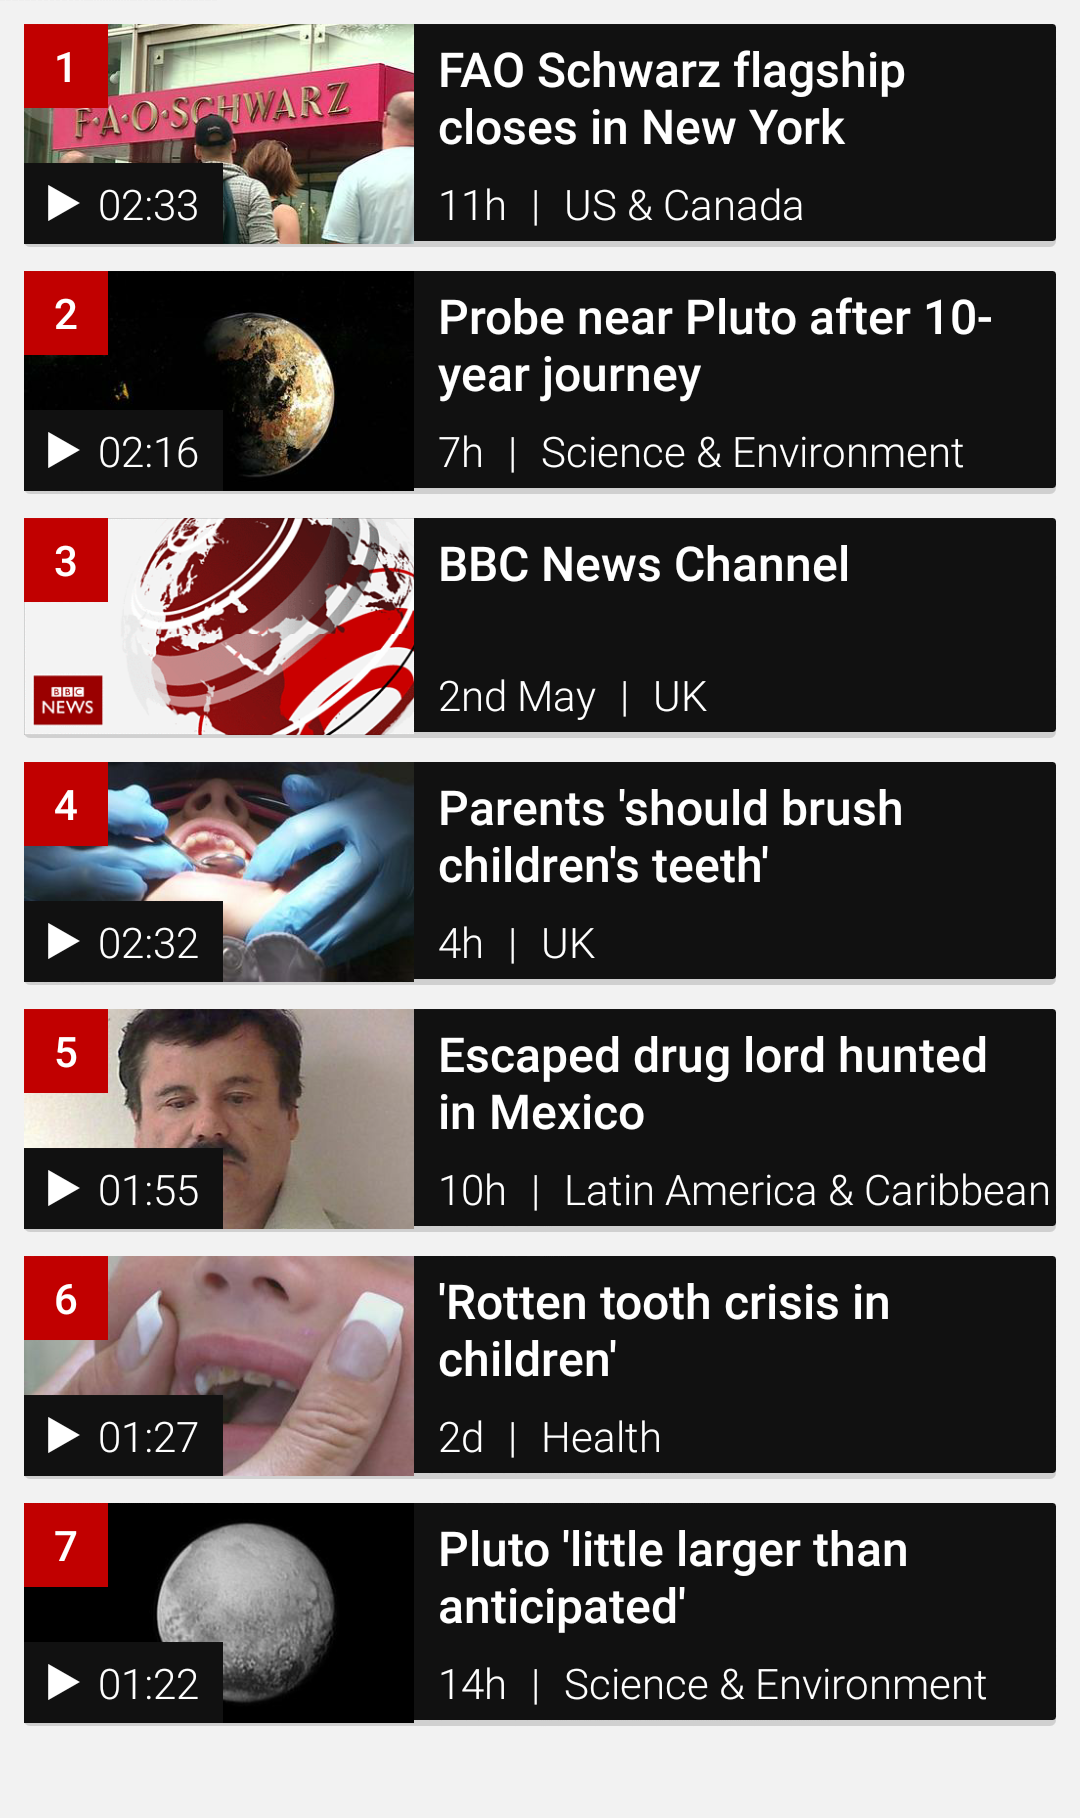 1
F·A·O·SCHWARZ
02:33
FAO Schwarz flagship
closes in New York
11h | US & Canada
2
02:16
Probe near Pluto after 10-
year journey
7h | Science & Environment
3
BBC
NEWS
BBC News Channel
2nd May | UK
4
02:32
Parents 'should brush
children's teeth'
4h | UK
5
01:55
Escaped drug lord hunted
in Mexico
10h | Latin America & Caribbean
6
01:27
'Rotten tooth crisis in
children'
2d | Health
7
01:22
Pluto 'little larger than
anticipated'
14h | Science & Environment